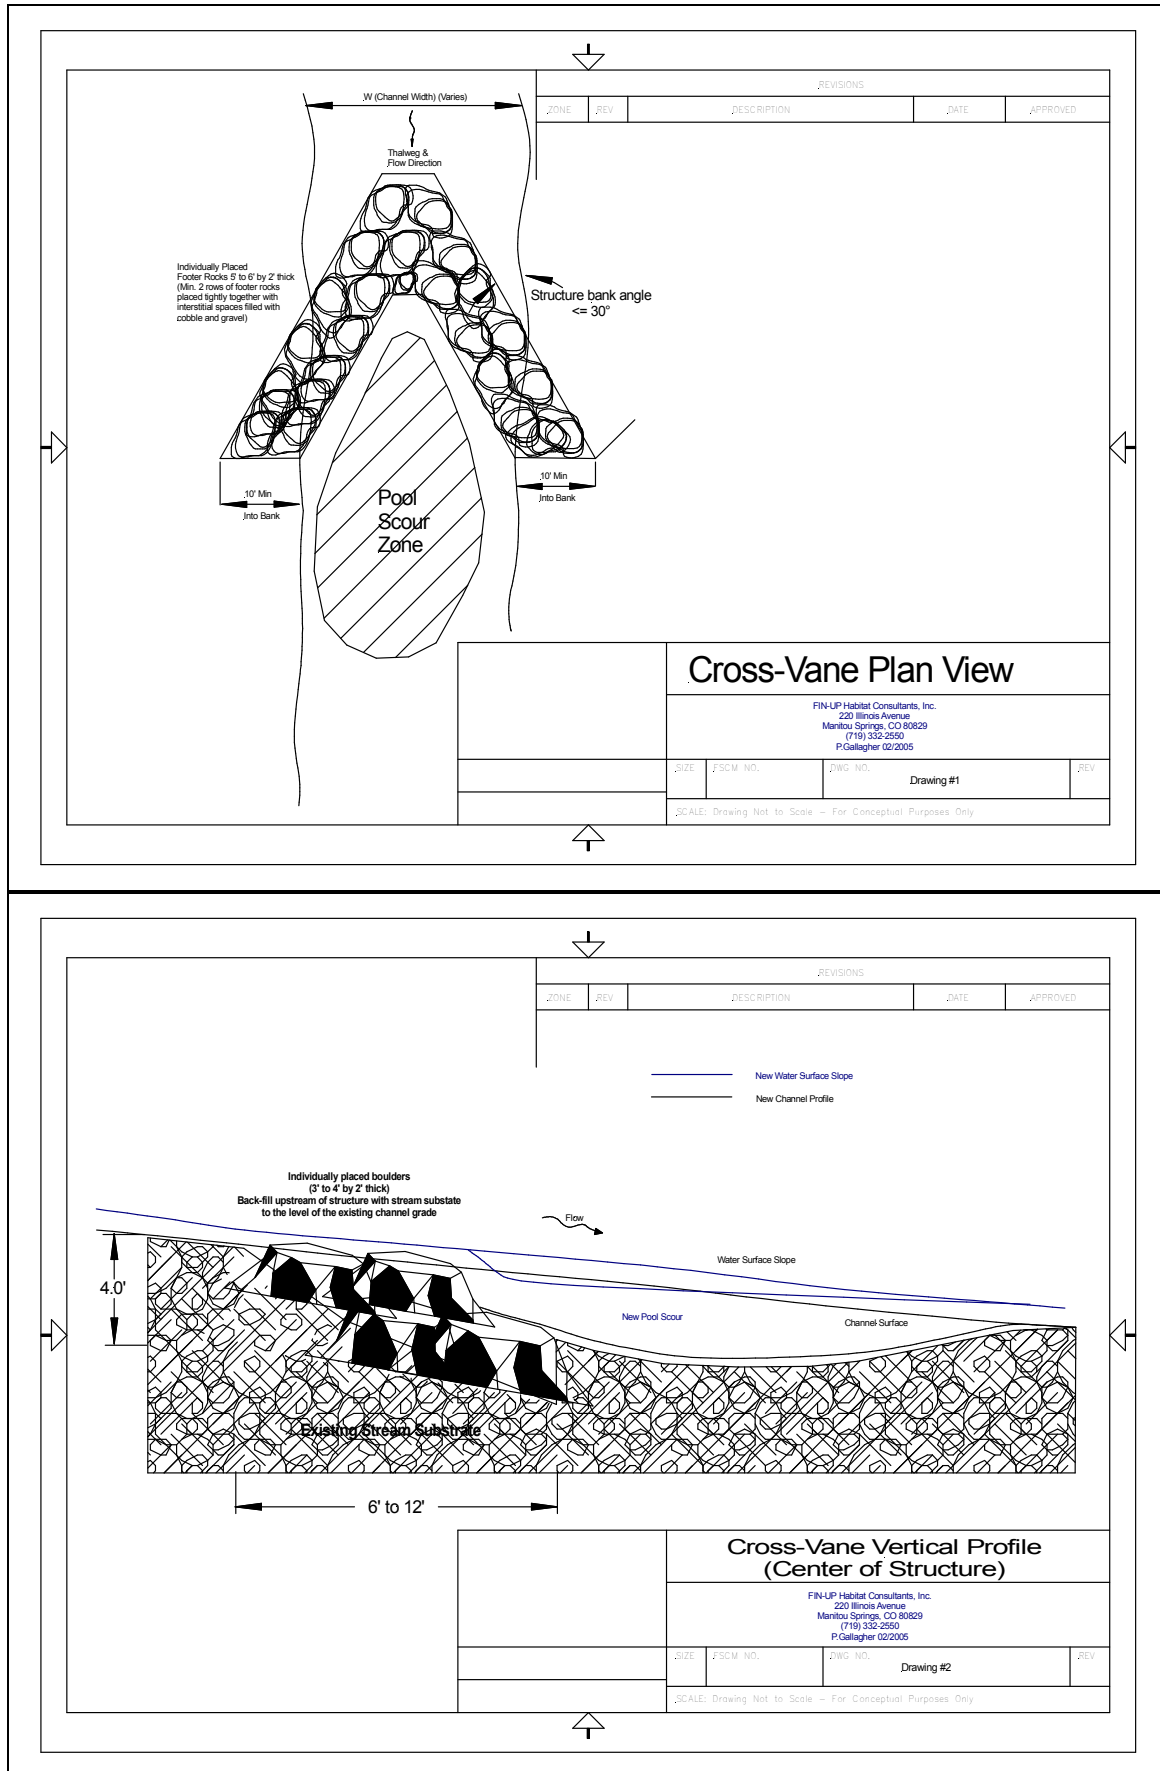 REVISIONS
ZONE REV DESCRIPTION DATE APPROVED
W (Channel Width) (Varies)
Thalweg &
Flow Direction
Individually Placed
Footer Rocks 5' to 6' by 2' thick
(Min. 2 rows of footer rocks
placed tightly together with
interstitial spaces filled with
cobble and gravel)
Structure bank angle
<= 30°
10' Min
Into Bank
10' Min
Into Bank
Pool
Scour
Zone
Cross-Vane Plan View
FIN-UP Habitat Consultants, Inc.
220 Illinois Avenue
Manitou Springs, CO 80829
(719) 332-2550
P.Gallagher 02/2005
SIZE FSCM NO. DWG NO. REV
Drawing #1
SCALE: Drawing Not to Scale - For Conceptual Purposes Only
REVISIONS
ZONE REV DESCRIPTION DATE APPROVED
New Water Surface Slope
New Channel Profile
Individually placed boulders
(3' to 4' by 2' thick)
Back-fill upstream of structure with stream substate
to the level of the existing channel grade
Flow
Water Surface Slope
4.0'
New Pool Scour
Channel Surface
Existing Stream Substrate
6' to 12'
Cross-Vane Vertical Profile
(Center of Structure)
FIN-UP Habitat Consultants, Inc.
220 Illinois Avenue
Manitou Springs, CO 80829
(719) 332-2550
P.Gallagher 02/2005
SIZE FSCM NO. DWG NO. REV
Drawing #2
SCALE: Drawing Not to Scale - For Conceptual Purposes Only